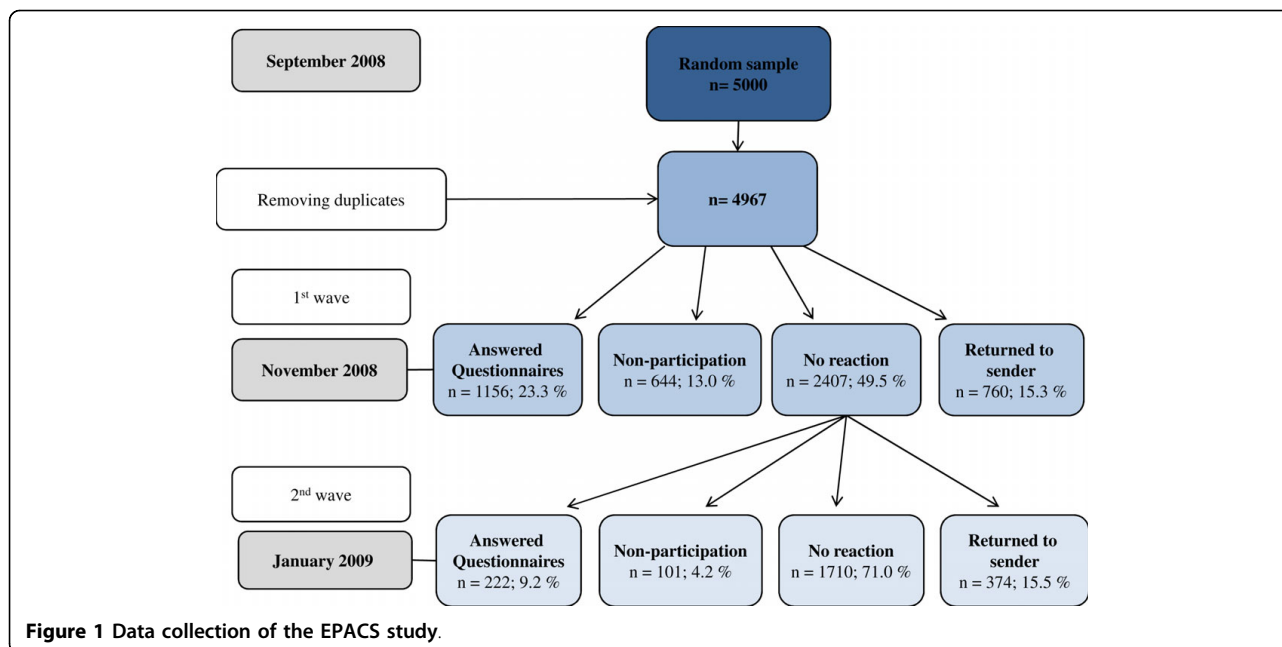 September 2008
Random sample
n= 5000
Removing duplicates
n= 4967
1st wave
November 2008
Answered
Questionnaires
n = 1156; 23.3 %
Non-participation
n = 644; 13.0 %
No reaction
n = 2407; 49.5 %
Returned to
sender
n = 760; 15.3 %
2nd wave
January 2009
Answered
Questionnaires
n = 222; 9.2 %
Non-participation
n = 101; 4.2 %
No reaction
n = 1710; 71.0 %
Returned to
sender
n = 374; 15.5 %
Figure 1 Data collection of the EPACS study.